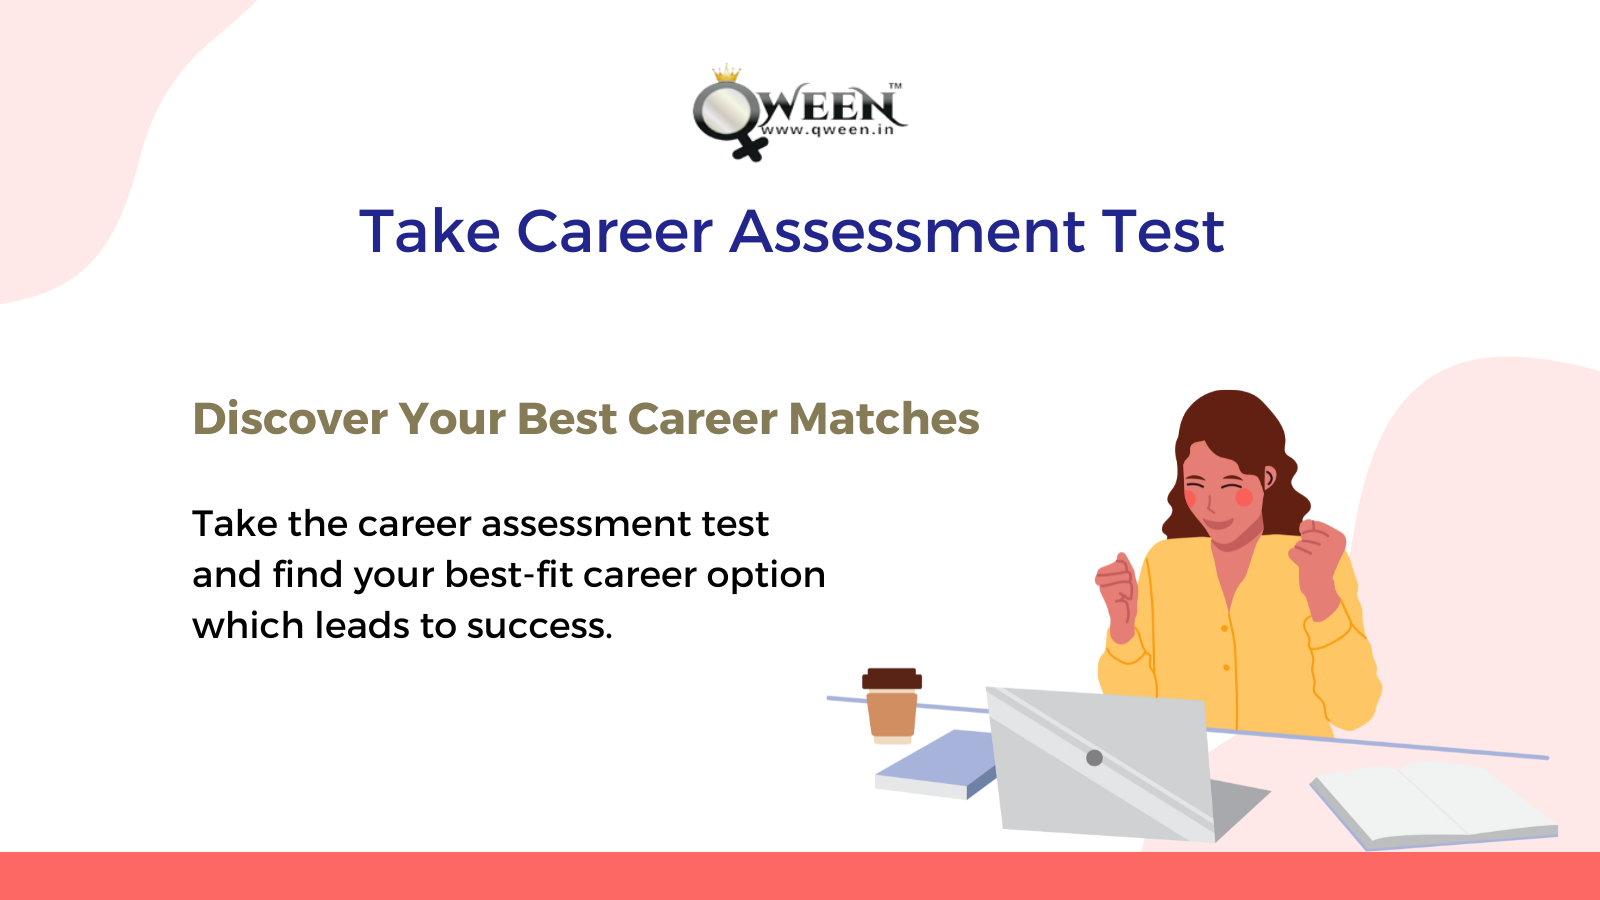 QWEEN™
www.qween.in
Take Career Assessment Test
Discover Your Best Career Matches
Take the career assessment test
and find your best-fit career option
which leads to success.